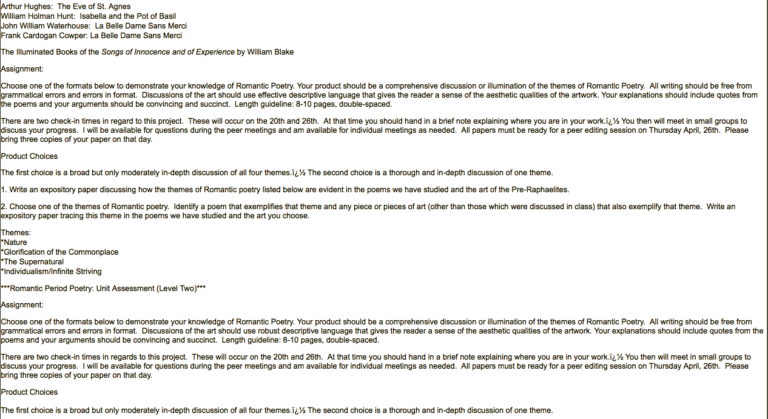 Arthur Hughes:  The Eve of St. Agnes
William Holman Hunt:  Isabella and the Pot of Basil
John William Waterhouse:  La Belle Dame Sans Merci
Frank Cardogan Cowper: La Belle Dame Sans Merci
The Illuminated Books of the Songs of Innocence and of Experience by William Blake
Assignment:
Choose one of the formats below to demonstrate your knowledge of Romantic Poetry. Your product should be a comprehensive discussion or illumination of the themes of Romantic Poetry.  All writing should be free from
grammatical errors and errors in format.  Discussions of the art should use effective descriptive language that gives the reader a sense of the aesthetic qualities of the artwork. Your explanations should include quotes from
the poems and your arguments should be convincing and succinct.  Length guideline: 8-10 pages, double-spaced.
There are two check-in times in regard to this project.  These will occur on the 20th and 26th.  At that time you should hand in a brief note explaining where you are in your work.ï¿½ You then will meet in small groups to
discuss your progress.  I will be available for questions during the peer meetings and am available for individual meetings as needed.  All papers must be ready for a peer editing session on Thursday April, 26th.  Please
bring three copies of your paper on that day.
Product Choices
The first choice is a broad but only moderately in-depth discussion of all four themes.ï¿½ The second choice is a thorough and in-depth discussion of one theme.
1. Write an expository paper discussing how the themes of Romantic poetry listed below are evident in the poems we have studied and the art of the Pre-Raphaelites.
2. Choose one of the themes of Romantic poetry.  Identify a poem that exemplifies that theme and any piece or pieces of art (other than those which were discussed in class) that also exemplify that theme.  Write an
expository paper tracing this theme in the poems we have studied and the art you choose.
Themes:
*Nature
*Glorification of the Commonplace
*The Supernatural
*Individualism/Infinite Striving
***Romantic Period Poetry: Unit Assessment (Level Two)***
Assignment:
Choose one of the formats below to demonstrate your knowledge of Romantic Poetry. Your product should be a comprehensive discussion or illumination of the themes of Romantic Poetry.  All writing should be free from
grammatical errors and errors in format.  Discussions of the art should use robust descriptive language that gives the reader a sense of the aesthetic qualities of the artwork. Your explanations should include quotes from the
poems and your arguments should be convincing and succinct.  Length guideline: 8-10 pages, double-spaced.
There are two check-in times in regards to this project.  These will occur on the 20th and 26th.  At that time you should hand in a brief note explaining where you are in your work.ï¿½ You then will meet in small groups to
discuss your progress.  I will be available for questions during the peer meetings and am available for individual meetings as needed.  All papers must be ready for a peer editing session on Thursday April, 26th.  Please
bring three copies of your paper on that day.
Product Choices
The first choice is a broad but only moderately in-depth discussion of all four themes.ï¿½ The second choice is a thorough and in-depth discussion of one theme.